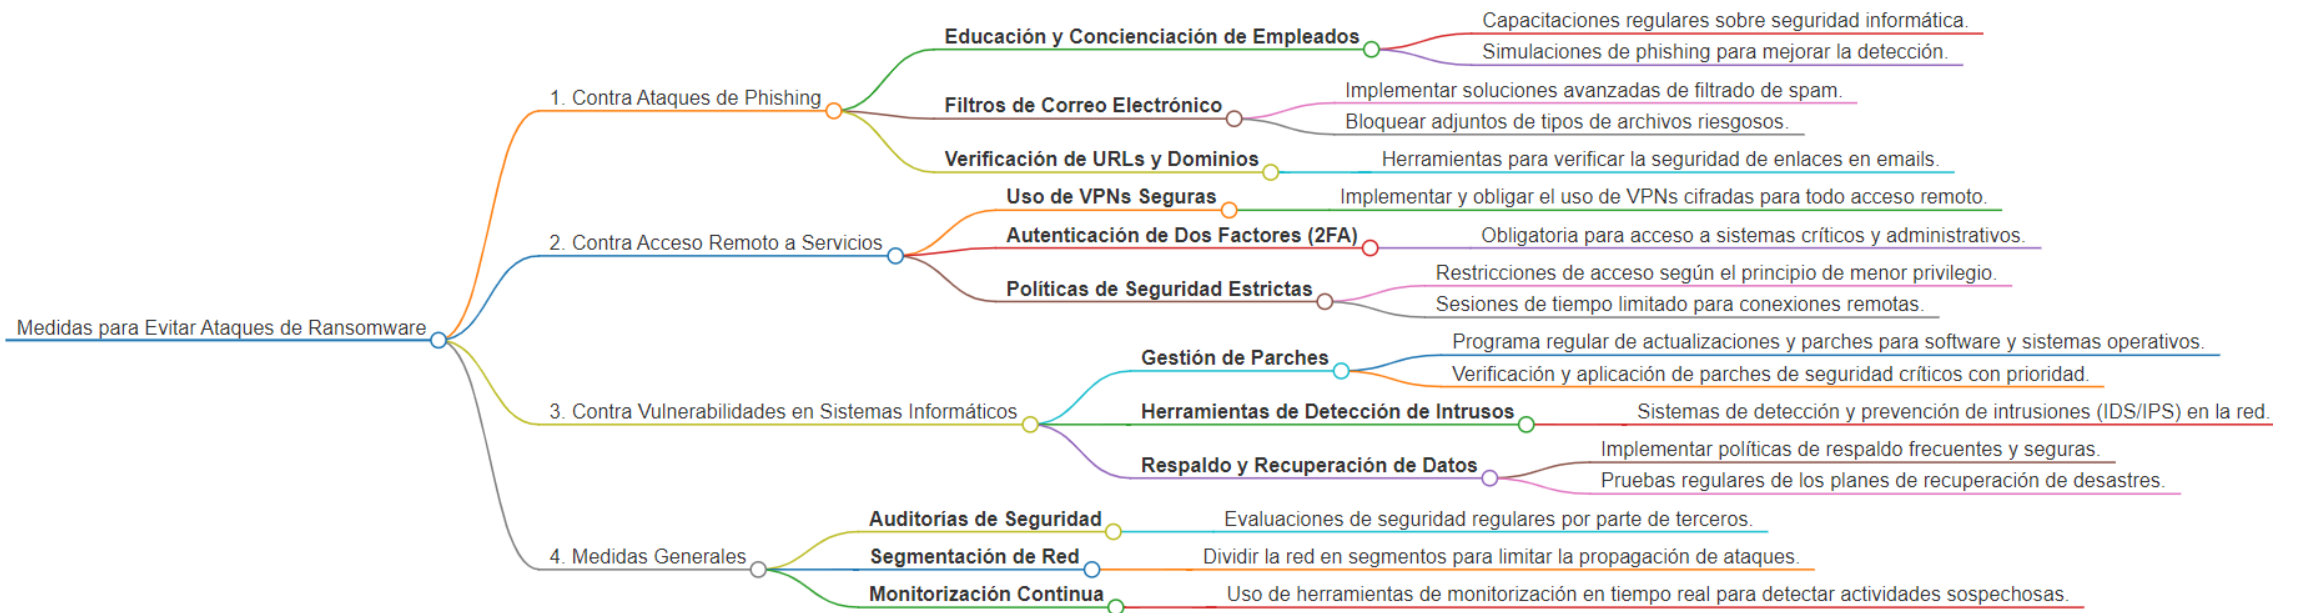 Medidas para Evitar Ataques de Ransomware
1. Contra Ataques de Phishing
Educación y Concienciación de Empleados
Capacitaciones regulares sobre seguridad informática.
Simulaciones de phishing para mejorar la detección.
Filtros de Correo Electrónico
Implementar soluciones avanzadas de filtrado de spam.
Bloquear adjuntos de tipos de archivos riesgosos.
Verificación de URLs y Dominios
Herramientas para verificar la seguridad de enlaces en emails.
2. Contra Acceso Remoto a Servicios
Uso de VPNs Seguras
Implementar y obligar el uso de VPNs cifradas para todo acceso remoto.
Autenticación de Dos Factores (2FA)
Obligatoria para acceso a sistemas críticos y administrativos.
Políticas de Seguridad Estrictas
Restricciones de acceso según el principio de menor privilegio.
Sesiones de tiempo limitado para conexiones remotas.
3. Contra Vulnerabilidades en Sistemas Informáticos
Gestión de Parches
Programa regular de actualizaciones y parches para software y sistemas operativos.
Verificación y aplicación de parches de seguridad críticos con prioridad.
Herramientas de Detección de Intrusos
Sistemas de detección y prevención de intrusiones (IDS/IPS) en la red.
Respaldo y Recuperación de Datos
Implementar políticas de respaldo frecuentes y seguras.
Pruebas regulares de los planes de recuperación de desastres.
4. Medidas Generales
Auditorías de Seguridad
Evaluaciones de seguridad regulares por parte de terceros.
Segmentación de Red
Dividir la red en segmentos para limitar la propagación de ataques.
Monitorización Continua
Uso de herramientas de monitorización en tiempo real para detectar actividades sospechosas.